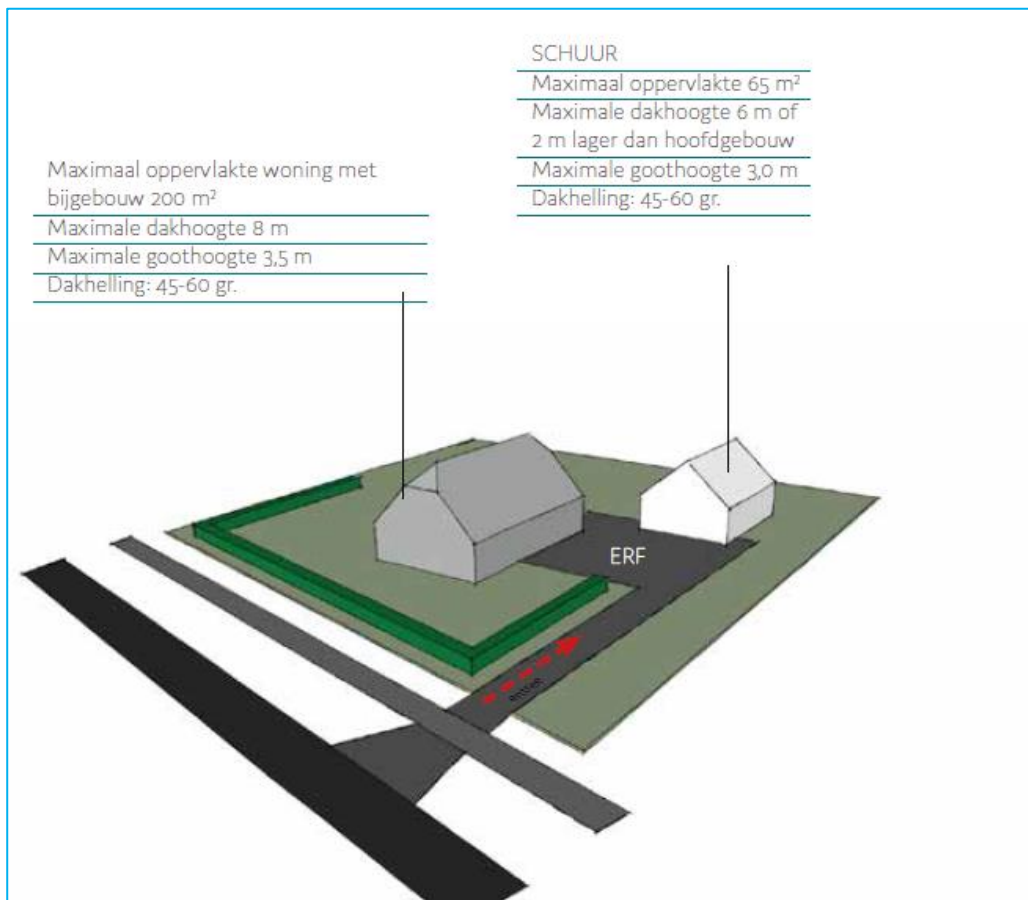 SCHUUR
Maximaal oppervlakte 65 m²
Maximale dakhoogte 6 m of
2 m lager dan hoofdgebouw
Maximale goothoogte 3,0 m
Dakhelling: 45-60 gr.
Maximaal oppervlakte woning met
bijgebouw 200 m²
Maximale dakhoogte 8 m
Maximale goothoogte 3,5 m
Dakhelling: 45-60 gr.
ERF
entree